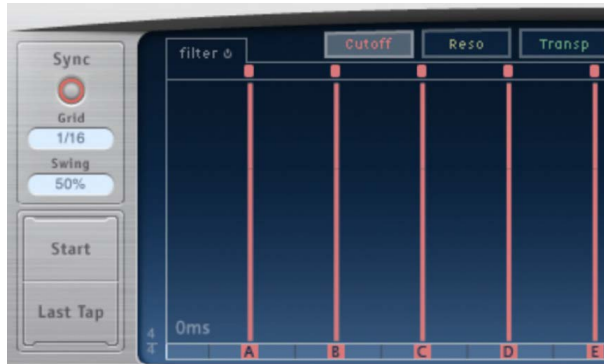 Sync
Grid
1/16
Swing
50%
Start
Last Tap
filter
Cutoff
Reso
Transp
0ms
4
4
A
B
C
D
E